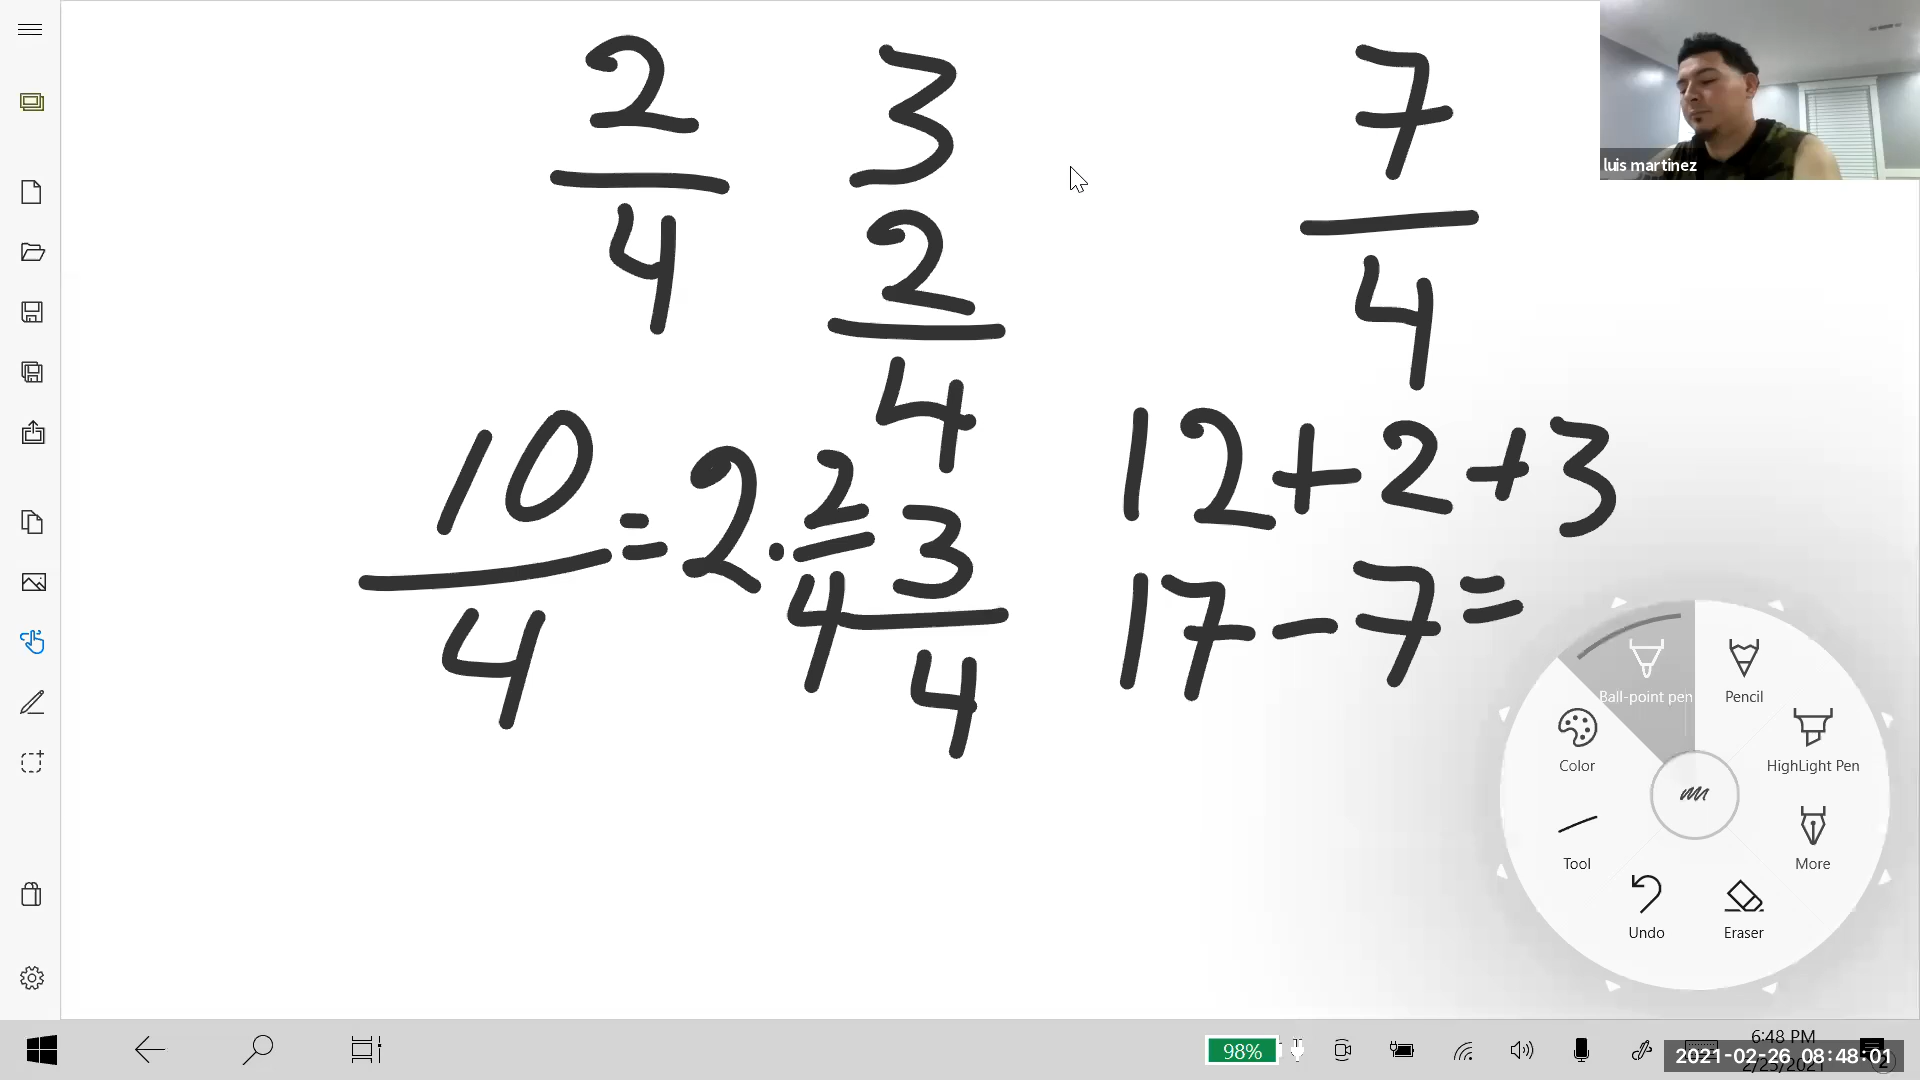 2 3 7
4 2 4
4
10 = 2 · 2 3 12 + 2 + 3
4 4 4 17 - 7 =
luis martinez
Ball-point pen
Pencil
Color
HighLight Pen
Tool
More
Undo
Eraser
98%
6:48 PM
2021-02-26 08:48:01